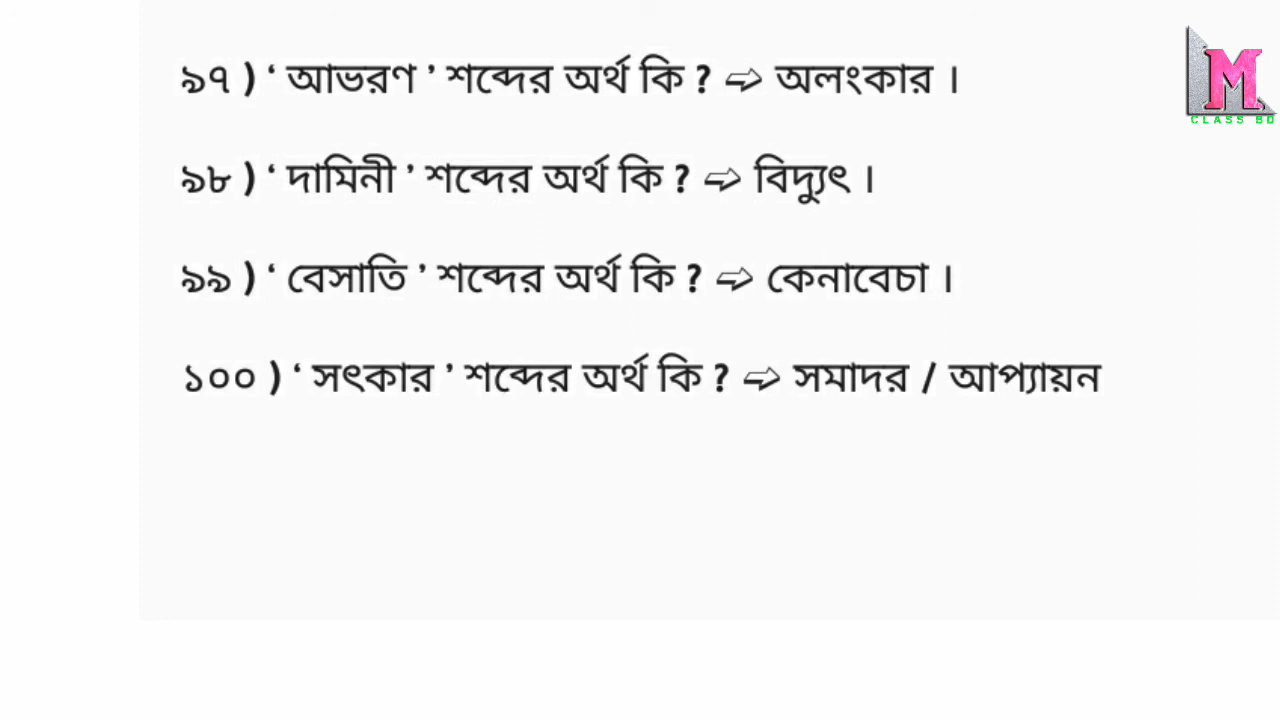 ৯৭ ) ‘ আভরণ ’ শব্দের অর্থ কি ? ➩ অলংকার ।
৯৮ ) ‘ দামিনী ’ শব্দের অর্থ কি ? ➩ বিদ্যুৎ ।
৯৯ ) ‘ বেসাতি ’ শব্দের অর্থ কি ? ➩ কেনাবেচা ।
১০০ ) ‘ সৎকার ’ শব্দের অর্থ কি ? ➩ সমাদর / আপ্যায়ন
M
CLASS BD